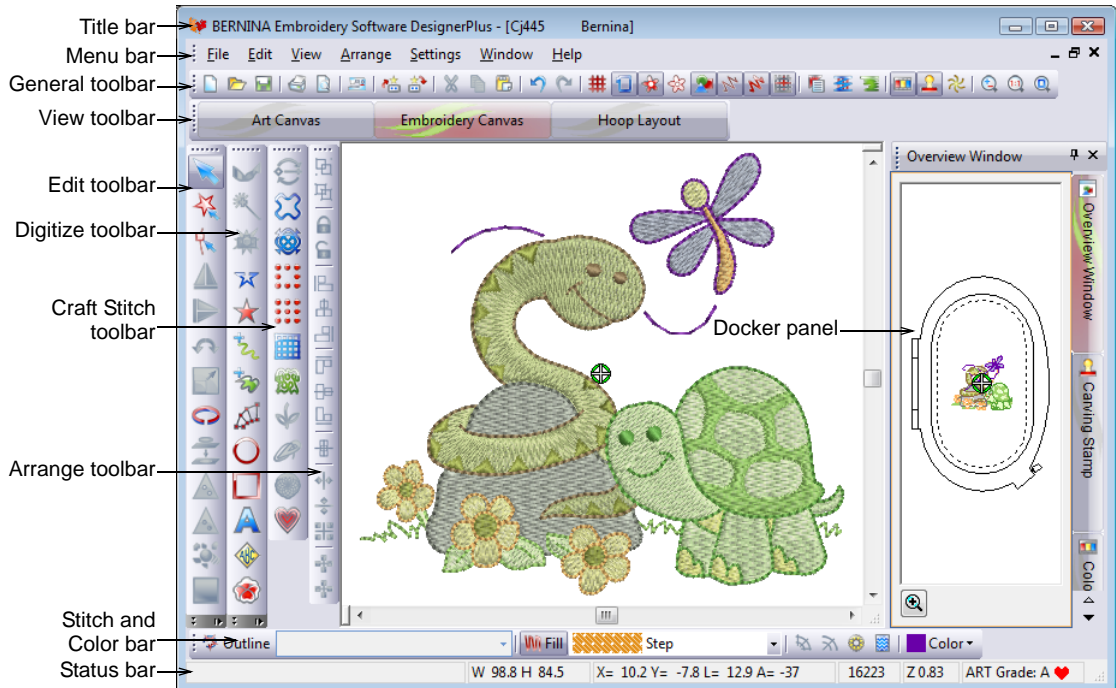 Title bar
BERNINA Embroidery Software DesignerPlus - [Cj445 Bernina]
Menu bar
File Edit View Arrange Settings Window Help
General toolbar
1:1
View toolbar
Art Canvas Embroidery Canvas Hoop Layout
Overview Window
Edit toolbar
Digitize toolbar
Craft Stitch
toolbar
Arrange toolbar
ABC
Docker panel
Overview Window
Carving Stamp
Colo
Stitch and
Color bar
Outline Fill Step Color
Status bar
W 98.8 H 84.5 X= 10.2 Y= -7.8 L= 12.9 A= -37 16223 Z 0.83 ART Grade: A